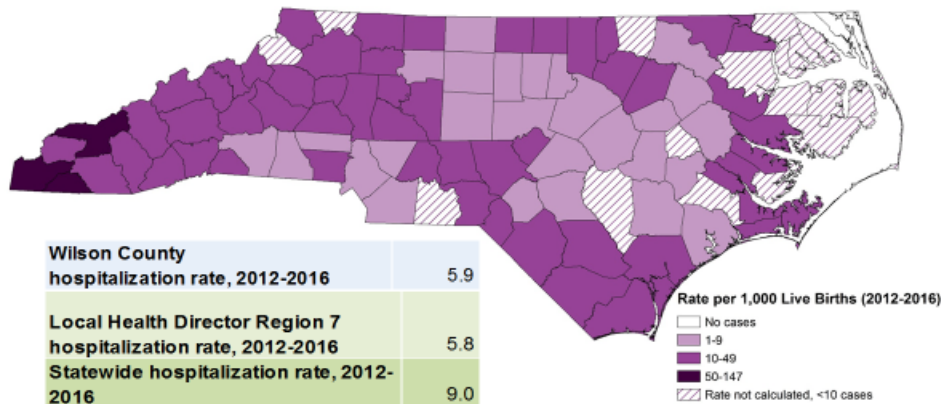 Wilson County
hospitalization rate, 2012-2016 5.9
Local Health Director Region 7
hospitalization rate, 2012-2016 5.8
Statewide hospitalization rate, 2012-
2016 9.0
Rate per 1,000 Live Births (2012-2016)
No cases
1-9
10-49
50-147
Rate not calculated, <10 cases